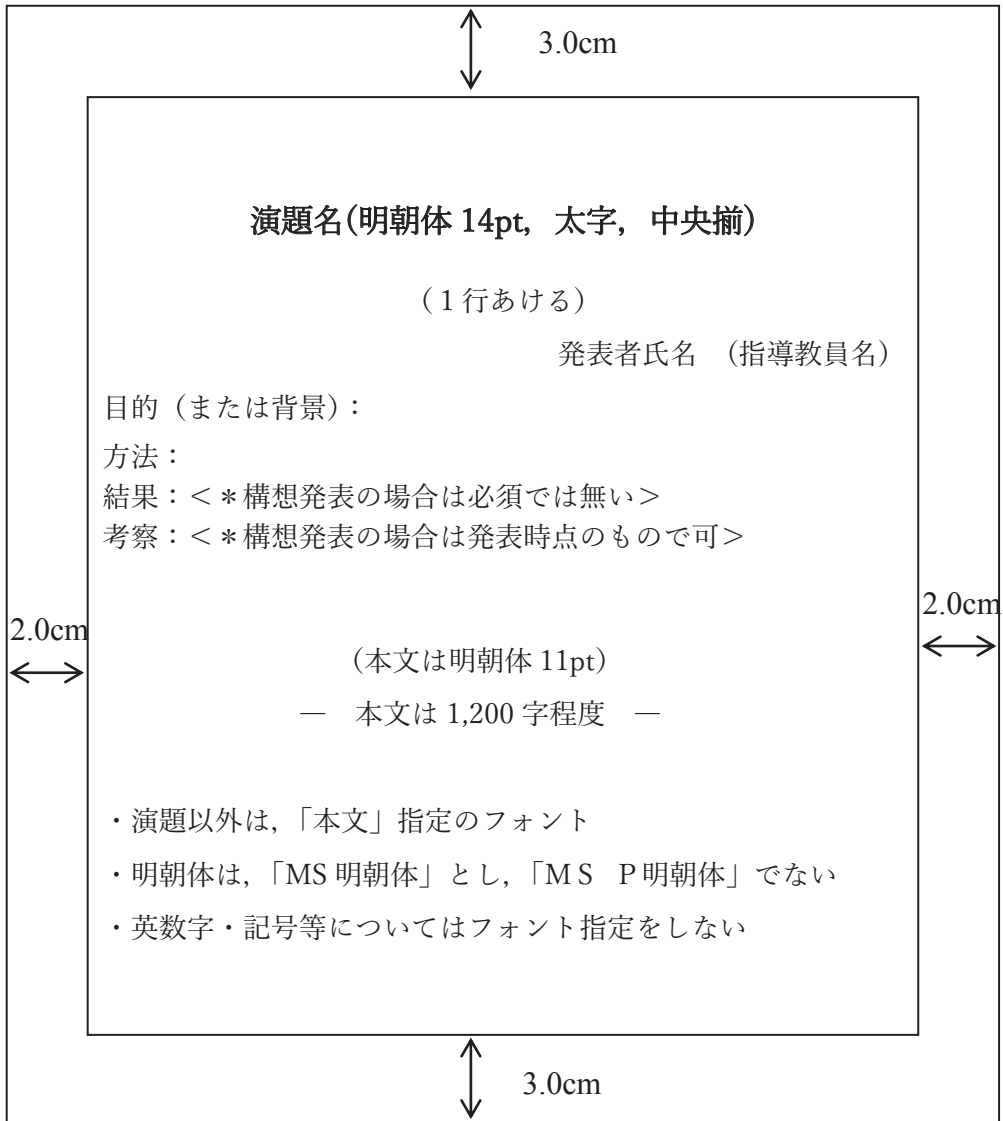 3.0cm
演題名(明朝体 14pt, 太字, 中央揃)
(１行あける)
発表者氏名　(指導教員名)
目的（または背景)：
方法：
結果：＜＊構想発表の場合は必須では無い＞
考察：＜＊構想発表の場合は発表時点のもので可＞
2.0cm
2.0cm
(本文は明朝体 11pt)
―　本文は 1,200 字程度　―
・演題以外は,「本文」指定のフォント
・明朝体は,「MS 明朝体」とし,「ＭＳ　Ｐ明朝体」でない
・英数字・記号等についてはフォント指定をしない
3.0cm